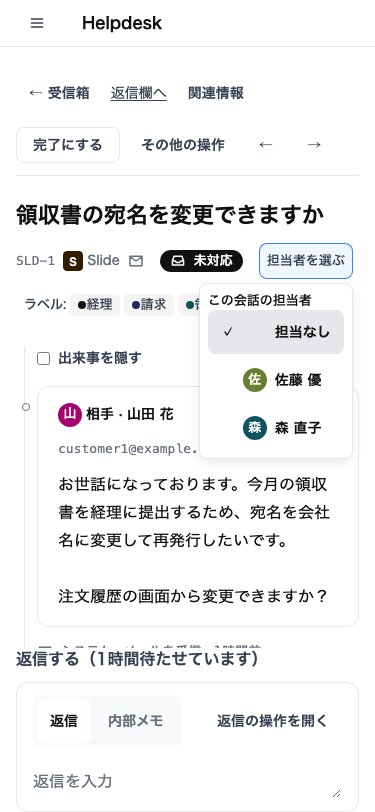 Helpdesk
← 受信箱 返信欄へ 関連情報
完了にする その他の操作 ← →
領収書の宛名を変更できますか
SLD-1 S Slide 未対応 担当者を選ぶ
ラベル: 経理 請求
この会話の担当者
✓ 担当なし
佐 佐藤 優
森 森 直子
出来事を隠す
山 相手 · 山田 花
customer1@example.
お世話になっております。今月の領収
書を経理に提出するため、宛名を会社
名に変更して再発行したいです。
注文履歴の画面から変更できますか？
返信する（1時間待たせています）
返信 内部メモ 返信の操作を開く
返信を入力